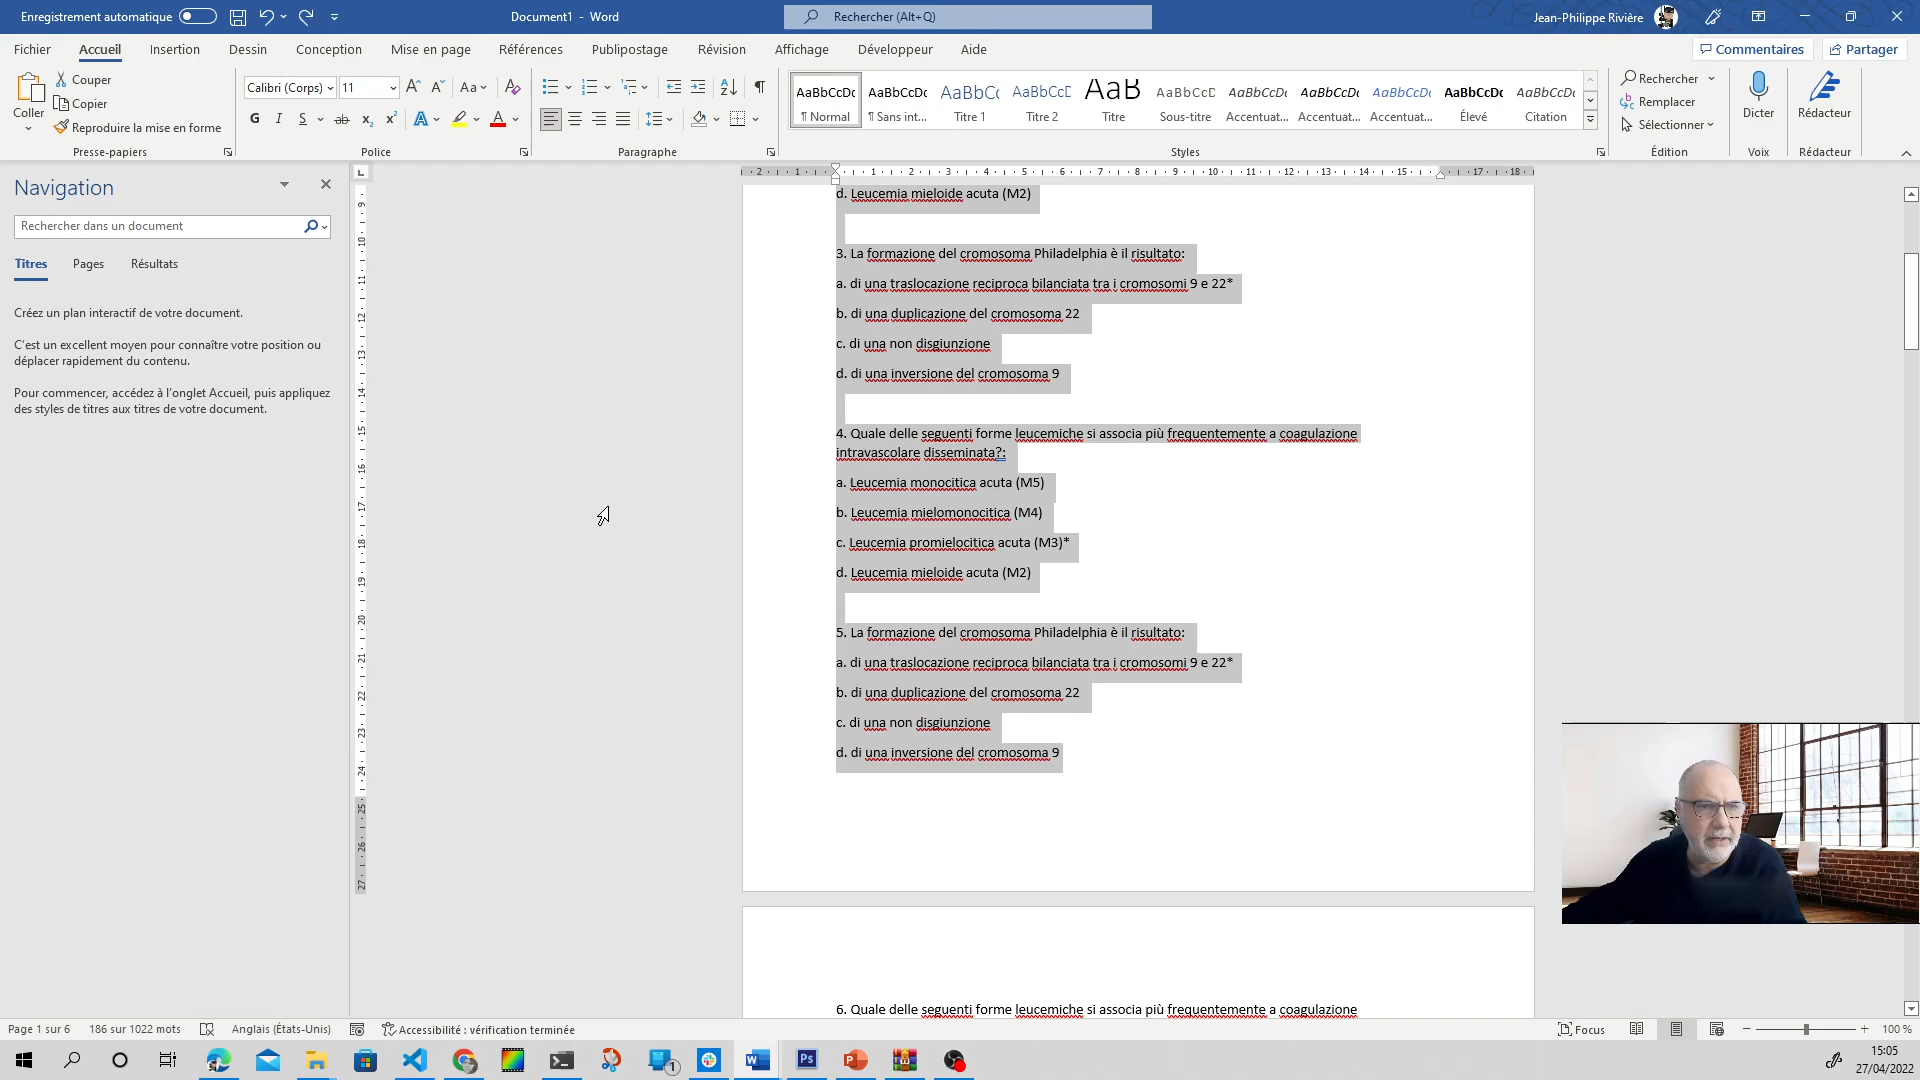 Enregistrement automatique
Document1 - Word
Rechercher (Alt+Q)
Jean-Philippe Rivière
Fichier Accueil Insertion Dessin Conception Mise en page Références Publipostage Révision Affichage Développeur Aide
Commentaires Partager
Coller
Couper
Copier
Reproduire la mise en forme
Presse-papiers
Calibri (Corps) 11
Police
Paragraphe
AaBbCcDc ¶ Normal
AaBbCcDc ¶ Sans int...
AaBbCc Titre 1
AaBbCcD Titre 2
AaB Titre
AaBbCcD Sous-titre
AaBbCcDc Accentuat...
AaBbCcDc Accentuat...
AaBbCcDc Accentuat...
AaBbCcDc Élevé
AaBbCcDc Citation
Styles
Rechercher
Remplacer
Sélectionner
Édition
Dicter
Voix
Rédacteur
Rédacteur
Navigation
Rechercher dans un document
Titres Pages Résultats
Créez un plan interactif de votre document.
C'est un excellent moyen pour connaître votre position ou
déplacer rapidement du contenu.
Pour commencer, accédez à l'onglet Accueil, puis appliquez
des styles de titres aux titres de votre document.
d. Leucemia mieloide acuta (M2)
3. La formazione del cromosoma Philadelphia è il risultato:
a. di una traslocazione reciproca bilanciata tra i cromosomi 9 e 22*
b. di una duplicazione del cromosoma 22
c. di una non disgiunzione
d. di una inversione del cromosoma 9
4. Quale delle seguenti forme leucemiche si associa più frequentemente a coagulazione
intravascolare disseminata?:
a. Leucemia monocitica acuta (M5)
b. Leucemia mielomonocitica (M4)
c. Leucemia promielocitica acuta (M3)*
d. Leucemia mieloide acuta (M2)
5. La formazione del cromosoma Philadelphia è il risultato:
a. di una traslocazione reciproca bilanciata tra i cromosomi 9 e 22*
b. di una duplicazione del cromosoma 22
c. di una non disgiunzione
d. di una inversione del cromosoma 9
6. Quale delle seguenti forme leucemiche si associa più frequentemente a coagulazione
Page 1 sur 6 186 sur 1022 mots Anglais (États-Unis) Accessibilité : vérification terminée
Focus 100 %
15:05
27/04/2022